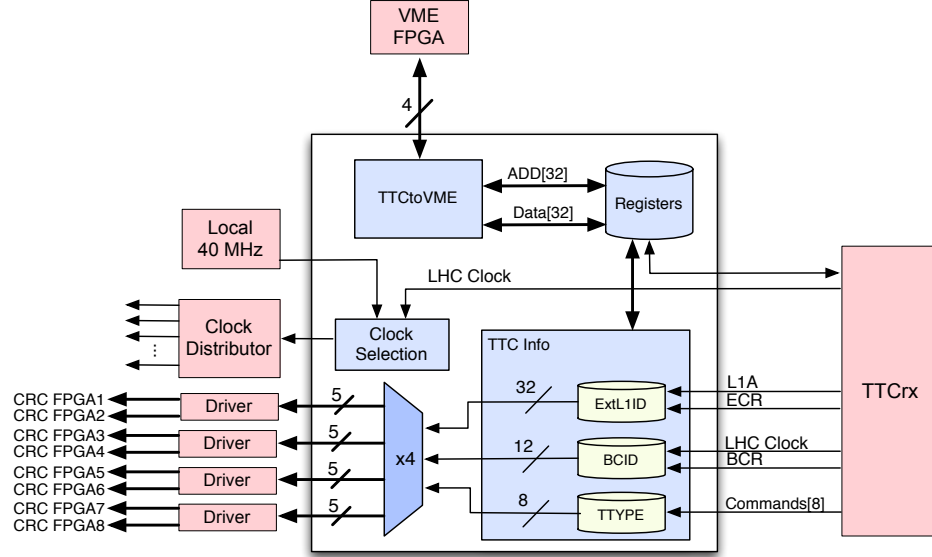 VME
FPGA
4
TTCtoVME
ADD[32]
Data[32]
Registers
Local
40 MHz
LHC Clock
Clock
Distributor
Clock
Selection
TTC Info
32
ExtL1ID
L1A
ECR
TTCrx
12
BCID
LHC Clock
BCR
8
TTYPE
Commands[8]
x4
CRC FPGA1
CRC FPGA2
Driver
5
CRC FPGA3
CRC FPGA4
Driver
5
CRC FPGA5
CRC FPGA6
Driver
5
CRC FPGA7
CRC FPGA8
Driver
5